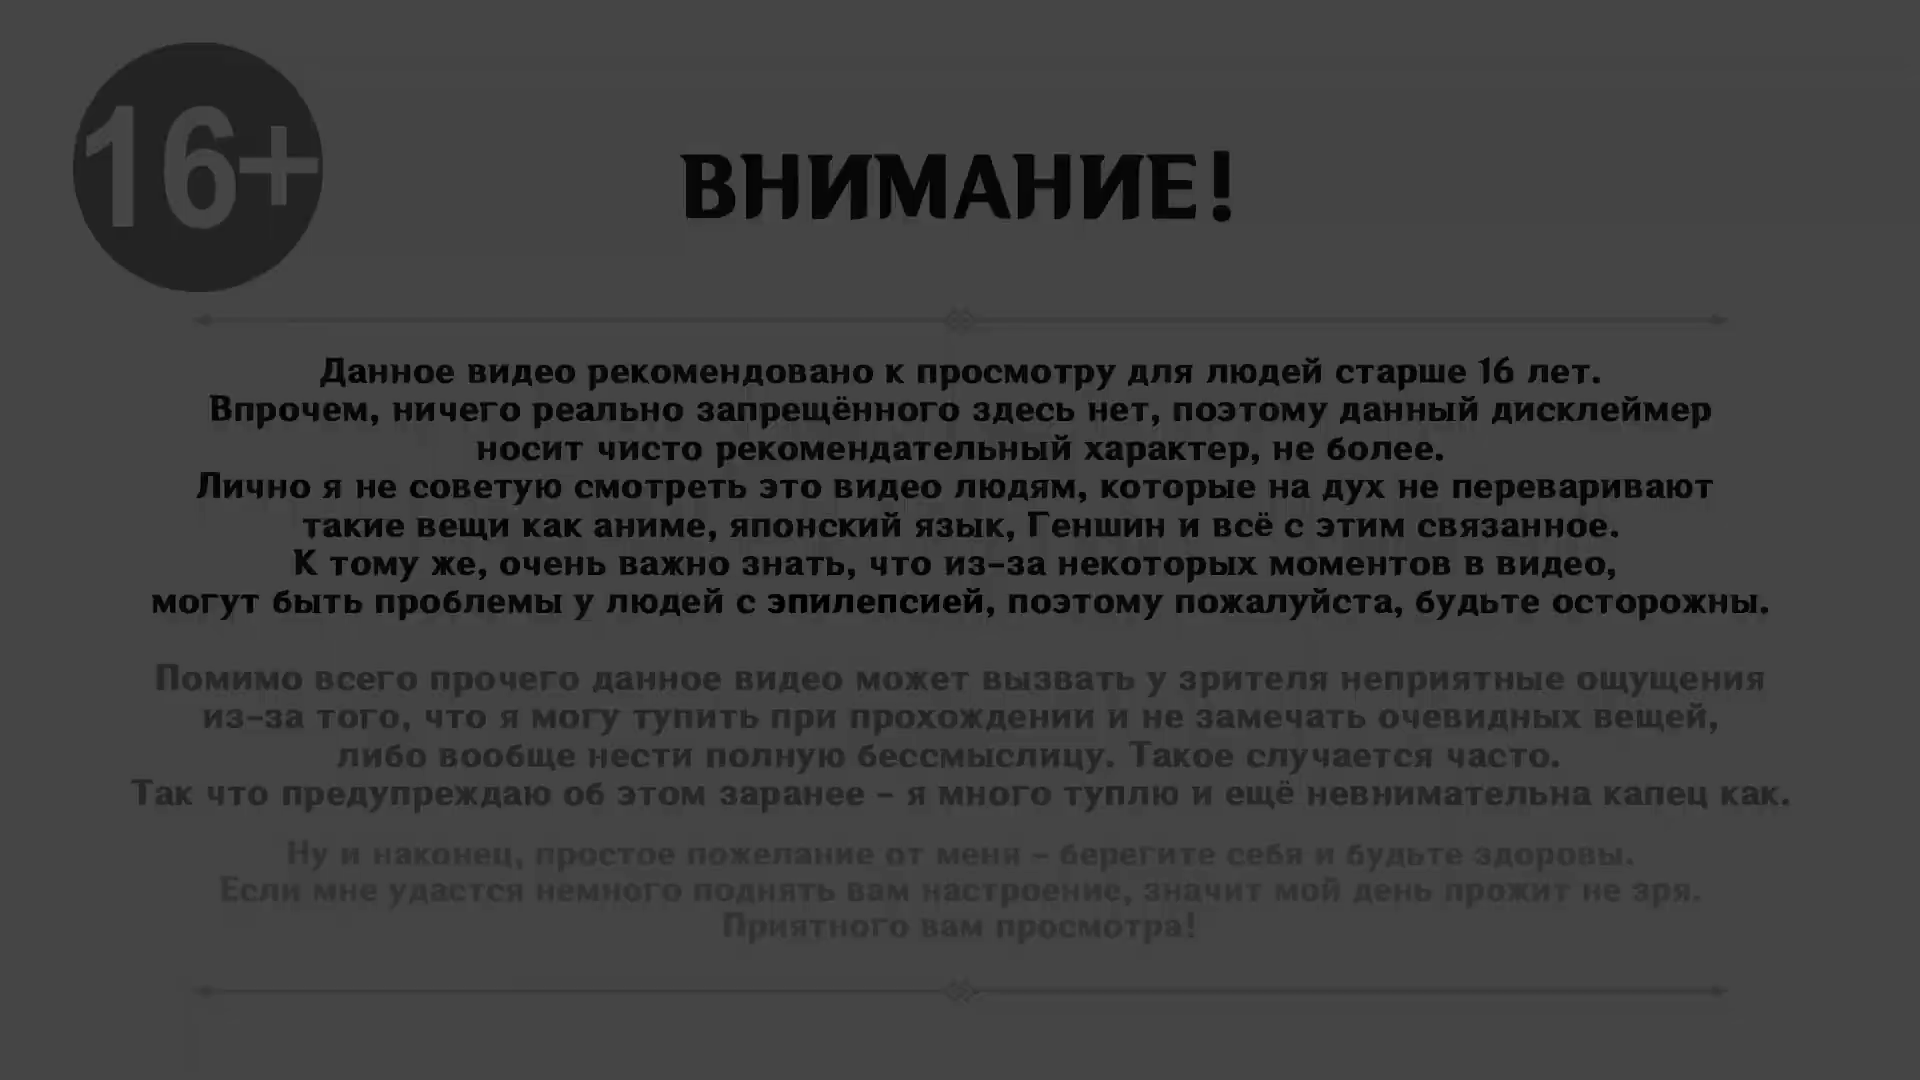 16+
ВНИМАНИЕ!
Данное видео рекомендовано к просмотру для людей старше 16 лет.
Впрочем, ничего реально запрещённого здесь нет, поэтому данный дисклеймер
носит чисто рекомендательный характер, не более.
Лично я не советую смотреть это видео людям, которые на дух не переваривают
такие вещи как аниме, японский язык, Геншин и всё с этим связанное.
К тому же, очень важно знать, что из-за некоторых моментов в видео,
могут быть проблемы у людей с эпилепсией, поэтому пожалуйста, будьте осторожны.
Помимо всего прочего данное видео может вызвать у зрителя неприятные ощущения
из-за того, что я могу тупить при прохождении и не замечать очевидных вещей,
либо вообще нести полную бессмыслицу. Такое случается часто.
Так что предупреждаю об этом заранее - я много туплю и ещё невнимательна капец как.
Ну и наконец, простое пожелание от меня - берегите себя и будьте здоровы.
Если мне удастся немного поднять вам настроение, значит мой день прожит не зря.
Приятного вам просмотра!